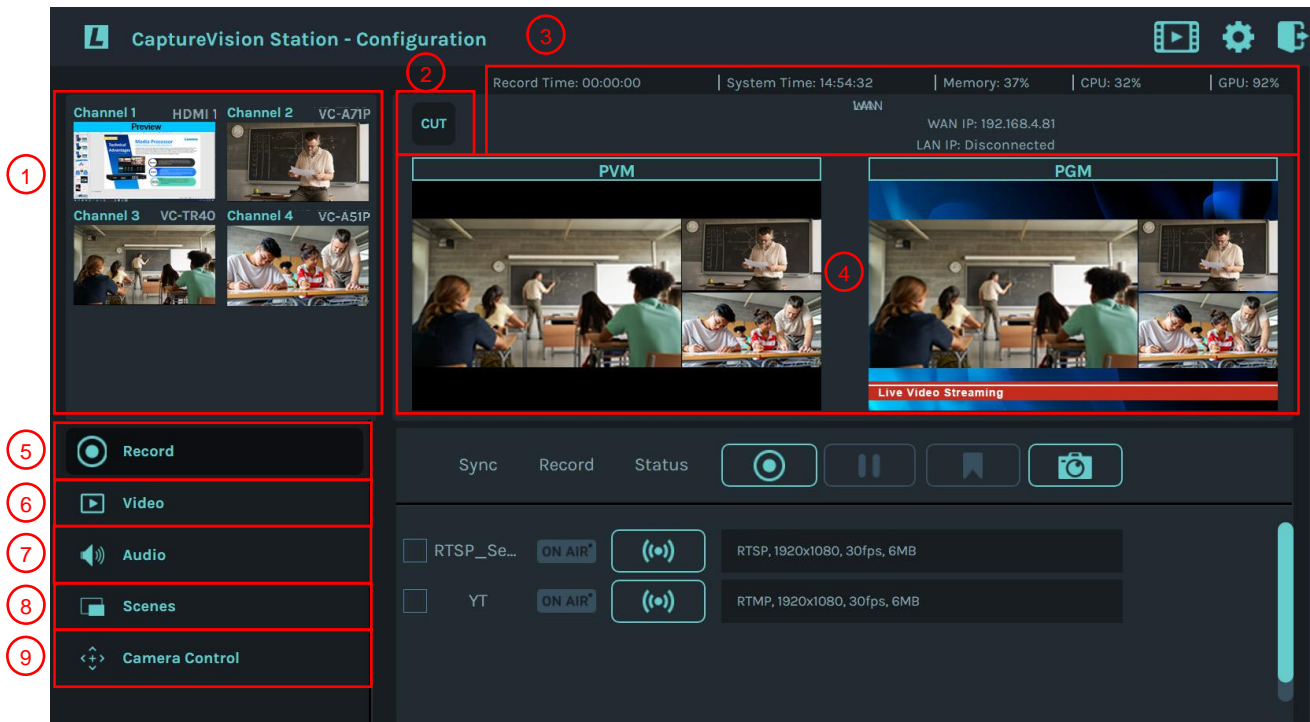 CaptureVision Station - Configuration
3
2
Record Time: 00:00:00 System Time: 14:54:32 Memory: 37% CPU: 32% GPU: 92%
WAN IP: 192.168.4.81
LAN IP: Disconnected
CUT
1
Channel 1 HDMI 1 Channel 2 VC-A71P
Preview
Technical Advantages
Media Processor
Channel 3 VC-TR40 Channel 4 VC-A51P
PVM PGM
4
Live Video Streaming
5
Record
6
Video
7
Audio
8
Scenes
9
Camera Control
Sync Record Status
RTSP_Se... ON AIR RTSP, 1920x1080, 30fps, 6MB
YT ON AIR RTMP, 1920x1080, 30fps, 6MB